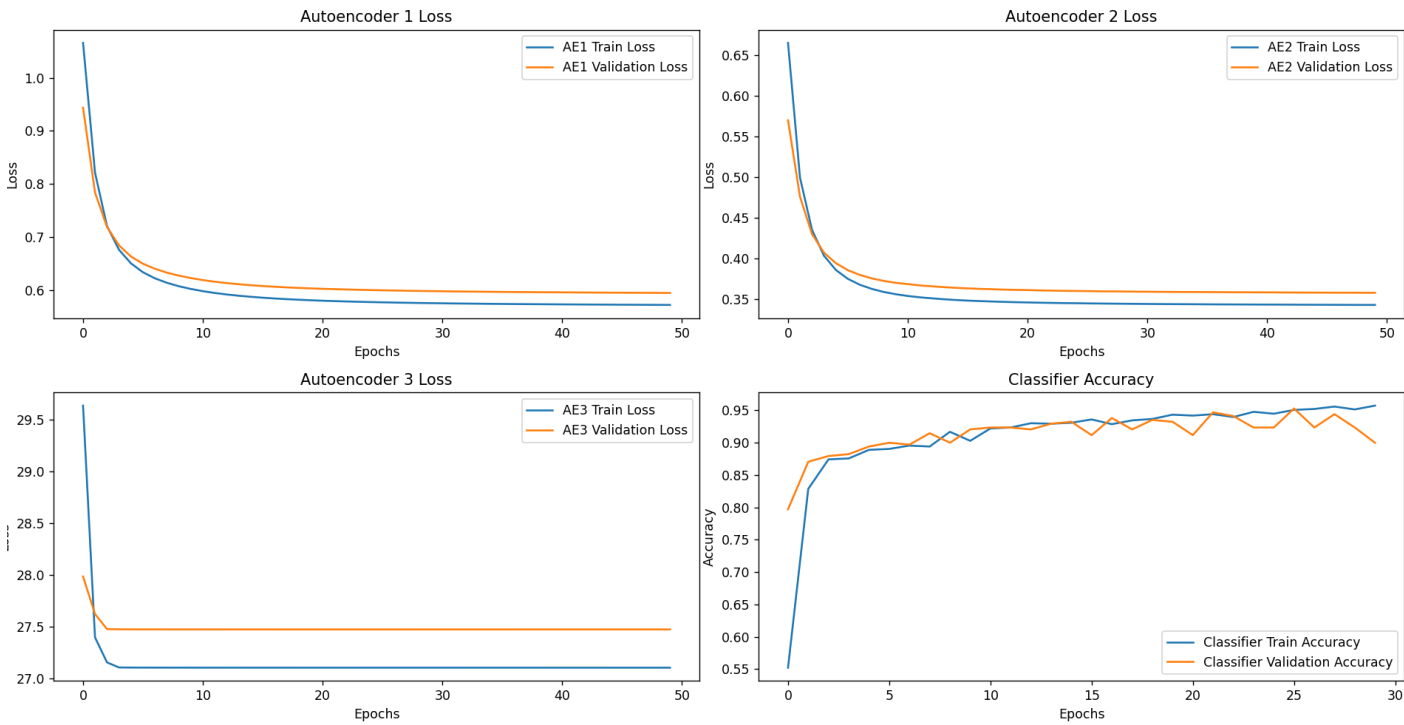 Autoencoder 1 Loss
AE1 Train Loss
AE1 Validation Loss
1.0
0.9
0.8
0.7
0.6
Loss
0 10 20 30 40 50
Epochs
Autoencoder 2 Loss
AE2 Train Loss
AE2 Validation Loss
0.65
0.60
0.55
0.50
0.45
0.40
0.35
Loss
0 10 20 30 40 50
Epochs
Autoencoder 3 Loss
AE3 Train Loss
AE3 Validation Loss
29.5
29.0
28.5
28.0
27.5
27.0
0 10 20 30 40 50
Epochs
Classifier Accuracy
0.95
0.90
0.85
0.80
0.75
0.70
0.65
0.60
0.55
Accuracy
Classifier Train Accuracy
Classifier Validation Accuracy
0 5 10 15 20 25 30
Epochs